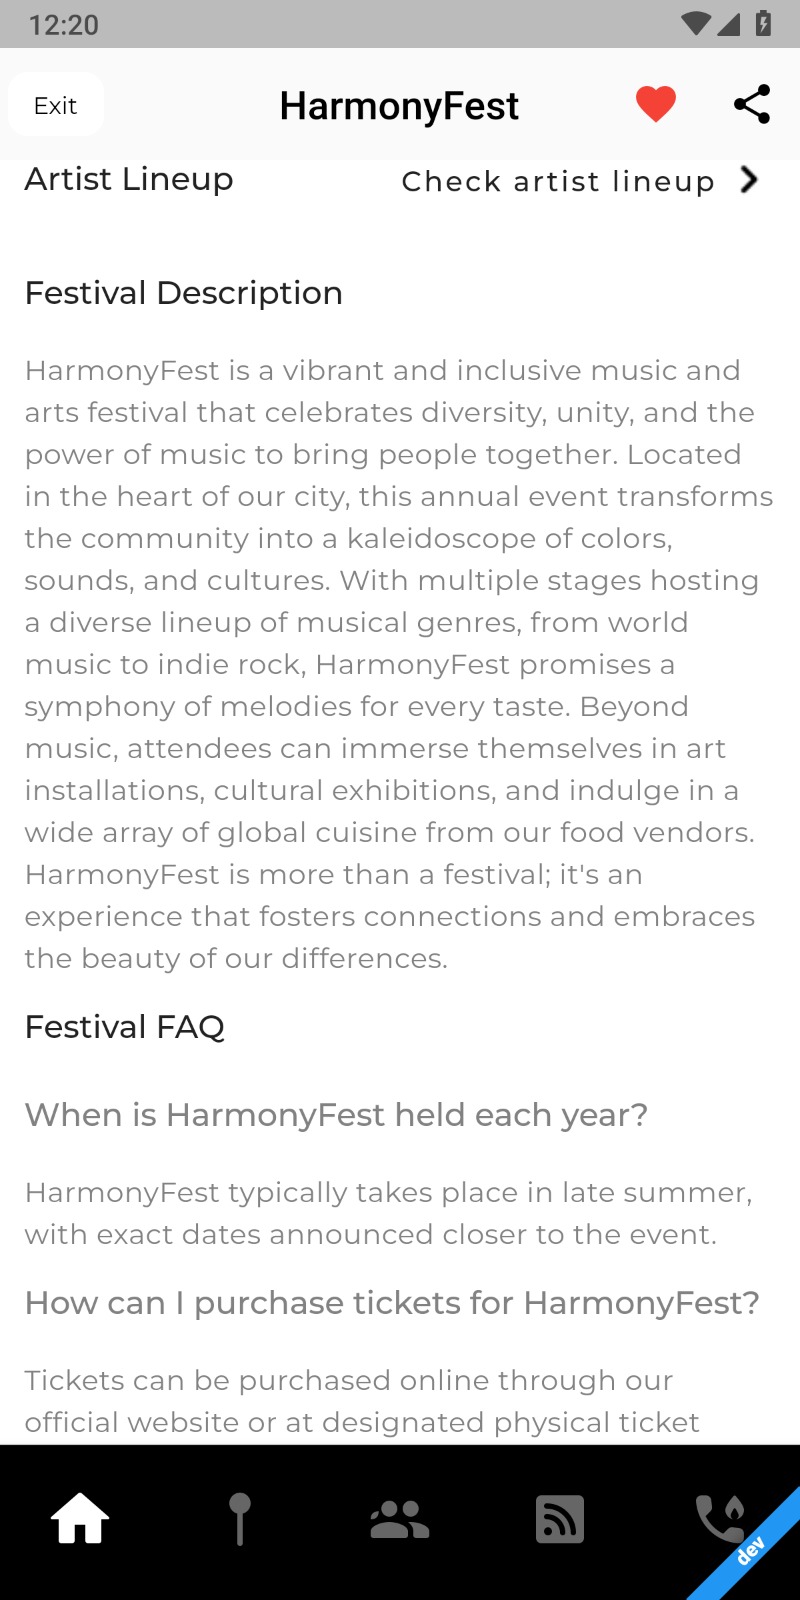 12:20
Exit
HarmonyFest
Artist Lineup
Check artist lineup
Festival Description
HarmonyFest is a vibrant and inclusive music and
arts festival that celebrates diversity, unity, and the
power of music to bring people together. Located
in the heart of our city, this annual event transforms
the community into a kaleidoscope of colors,
sounds, and cultures. With multiple stages hosting
a diverse lineup of musical genres, from world
music to indie rock, HarmonyFest promises a
symphony of melodies for every taste. Beyond
music, attendees can immerse themselves in art
installations, cultural exhibitions, and indulge in a
wide array of global cuisine from our food vendors.
HarmonyFest is more than a festival; it's an
experience that fosters connections and embraces
the beauty of our differences.
Festival FAQ
When is HarmonyFest held each year?
HarmonyFest typically takes place in late summer,
with exact dates announced closer to the event.
How can I purchase tickets for HarmonyFest?
Tickets can be purchased online through our
official website or at designated physical ticket
dev